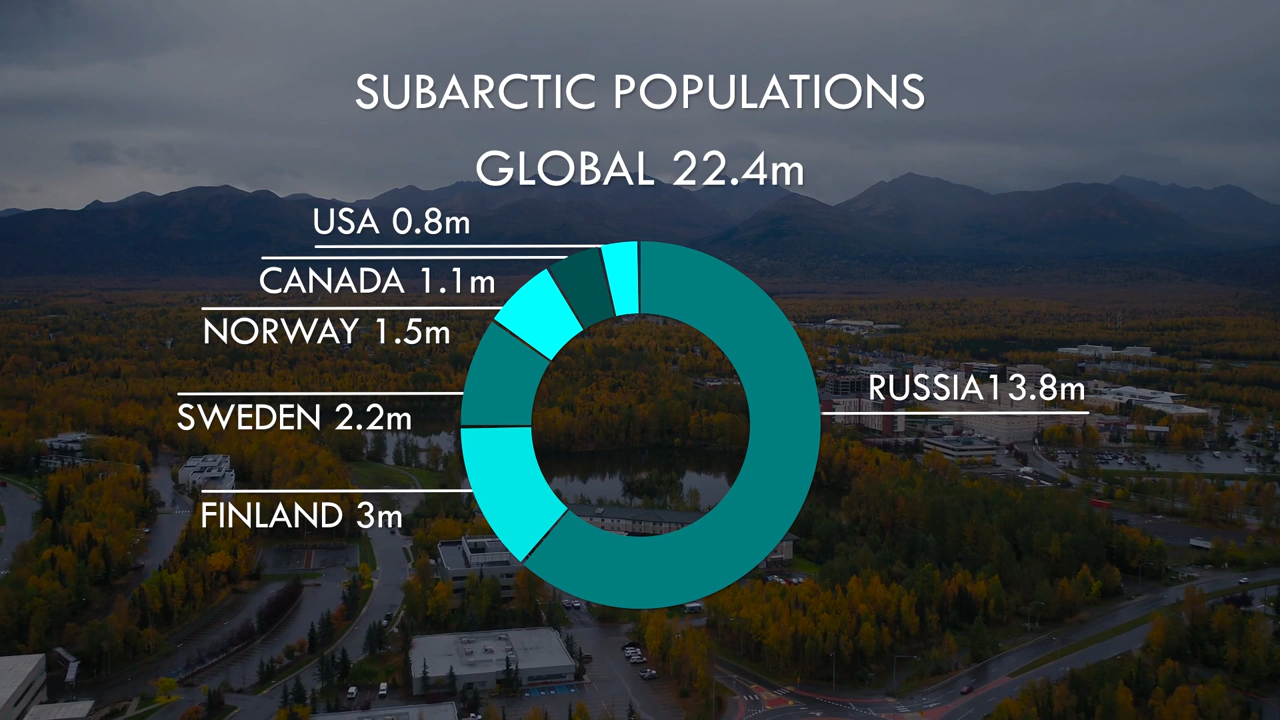 SUBARCTIC POPULATIONS
GLOBAL 22.4m
USA 0.8m
CANADA 1.1m
NORWAY 1.5m
SWEDEN 2.2m
FINLAND 3m
RUSSIA13.8m